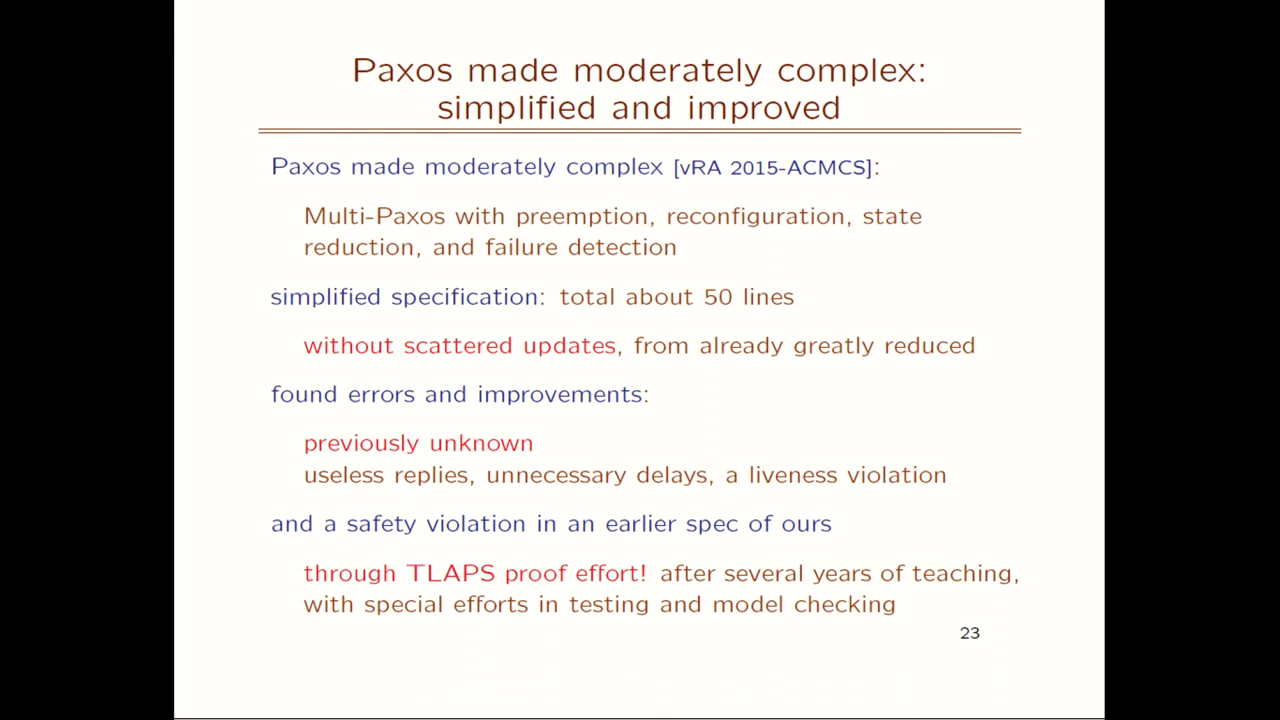 Paxos made moderately complex:
simplified and improved
Paxos made moderately complex [vRA 2015-ACMCS]:
Multi-Paxos with preemption, reconfiguration, state
reduction, and failure detection
simplified specification: total about 50 lines
without scattered updates, from already greatly reduced
found errors and improvements:
previously unknown
useless replies, unnecessary delays, a liveness violation
and a safety violation in an earlier spec of ours
through TLAPS proof effort! after several years of teaching,
with special efforts in testing and model checking
23